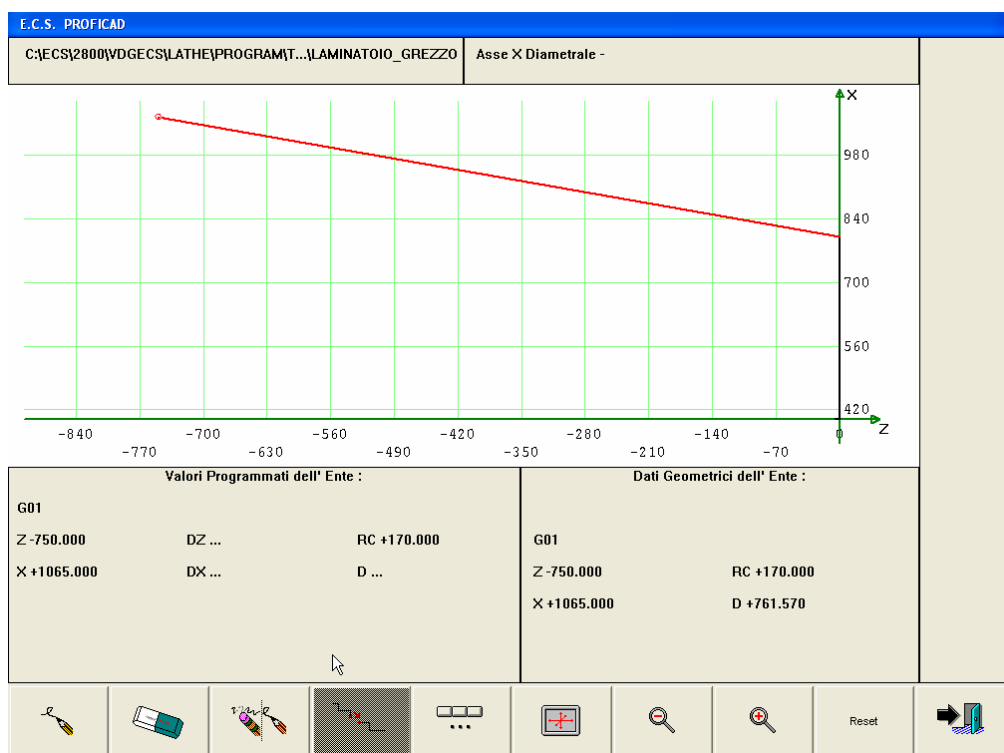 E.C.S. PROFICAD
C:\ECS\2800\VDGECS\LATHE\PROGRAM\T...\LAMINATOIO_GREZZO
Asse X Diametrale -
X
980
840
700
560
420
Z
-840 -700 -560 -420 -280 -140 0
-770 -630 -490 -350 -210 -70
Valori Programmati dell' Ente :
G01
Z -750.000 DZ ... RC +170.000
X +1065.000 DX ... D ...
Dati Geometrici dell' Ente :
G01
Z -750.000 RC +170.000
X +1065.000 D +761.570
Reset